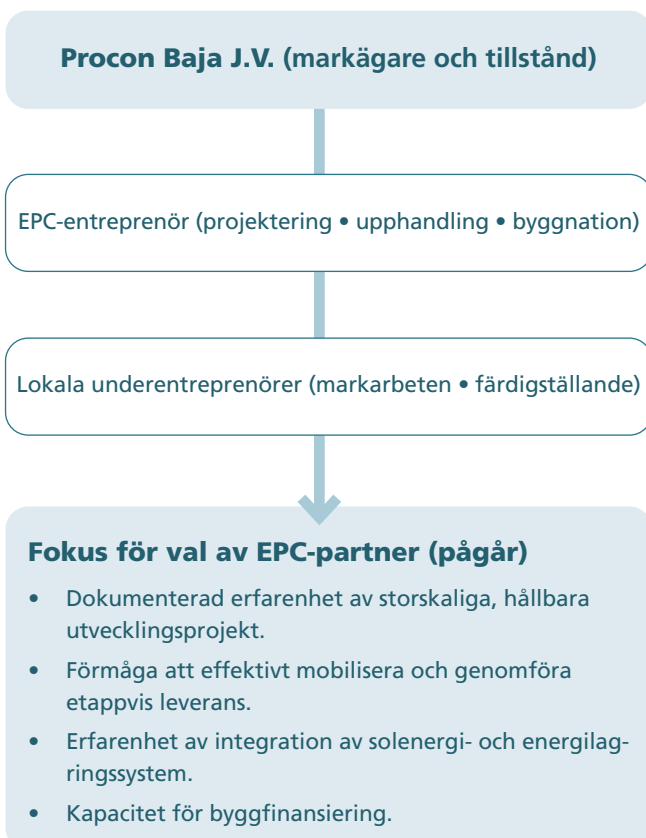 Procon Baja J.V. (markägare och tillstånd)
EPC-entreprenör (projektering • upphandling • byggnation)
Lokala underentreprenörer (markarbeten • färdigställande)
Fokus för val av EPC-partner (pågår)
• Dokumenterad erfarenhet av storskaliga, hållbara
utvecklingsprojekt.
• Förmåga att effektivt mobilisera och genomföra
etappvis leverans.
• Erfarenhet av integration av solenergi- och energilag-
ringssystem.
• Kapacitet för byggfinansiering.